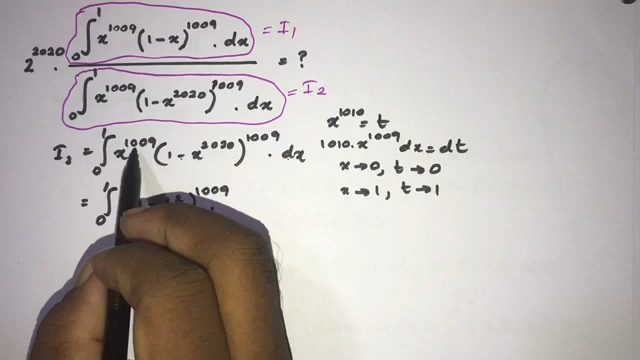 2^2020 · ∫₀¹ x^1009 (1-x)^1009 · dx = I₁
/ ∫₀¹ x^1009 (1-x^2020)^1009 · dx = I₂
= ?
I₂ = ∫₀¹ x^1009 (1-x^2020)^1009 · dx
= ∫₀¹ )^1009 ·
x^1010 = t
1010·x^1009 dx = dt
x→0, t→0
x→1, t→1